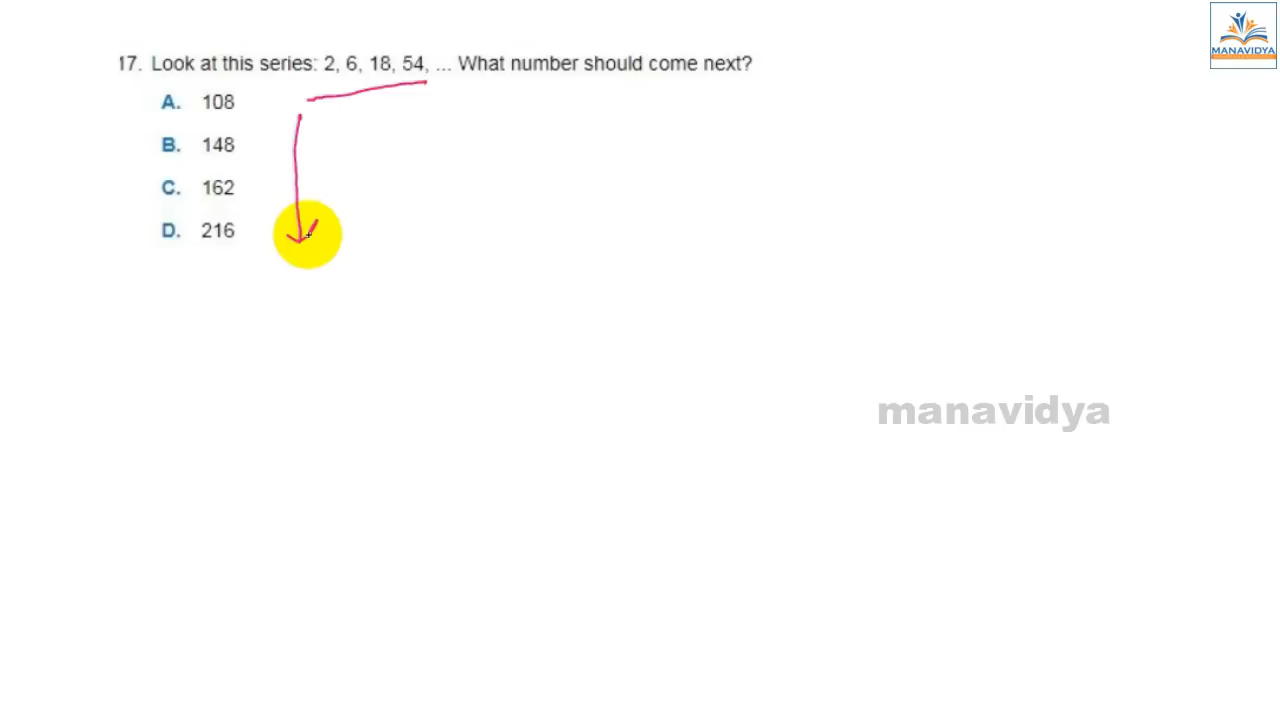 MANAVIDYA
17. Look at this series: 2, 6, 18, 54, ... What number should come next?
A. 108
B. 148
C. 162
D. 216
manavidya